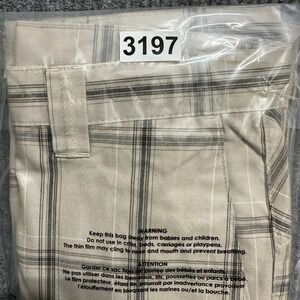 3197
WARNING
Keep this bag away from babies and children.
Do not use in cribs, beds, carriages or playpens.
The thin film may cling to nose and mouth and prevent breathing.
ATTENTION
Garder ce sac hors de portée des bébés et enfants.
Ne pas utiliser dans les berceaux, lits, poussettes ou parcs à bébé.
Le film protecteur, étant fin, pourrait par inadvertance provoquer
l'étouffement en bloquant les narines ou/et la bouche.